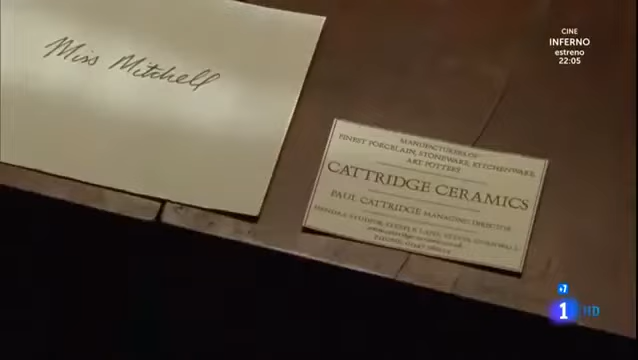 CINE
INFERNO
estreno
22:05
Miss Mitchell
MANUFACTURERS OF
FINEST PORCELAIN, STONEWARE, KITCHENWARE,
ART POTTERY
CATTRIDGE CERAMICS
PAUL CATTRIDGE MANAGING DIRECTOR
+7
1 HD